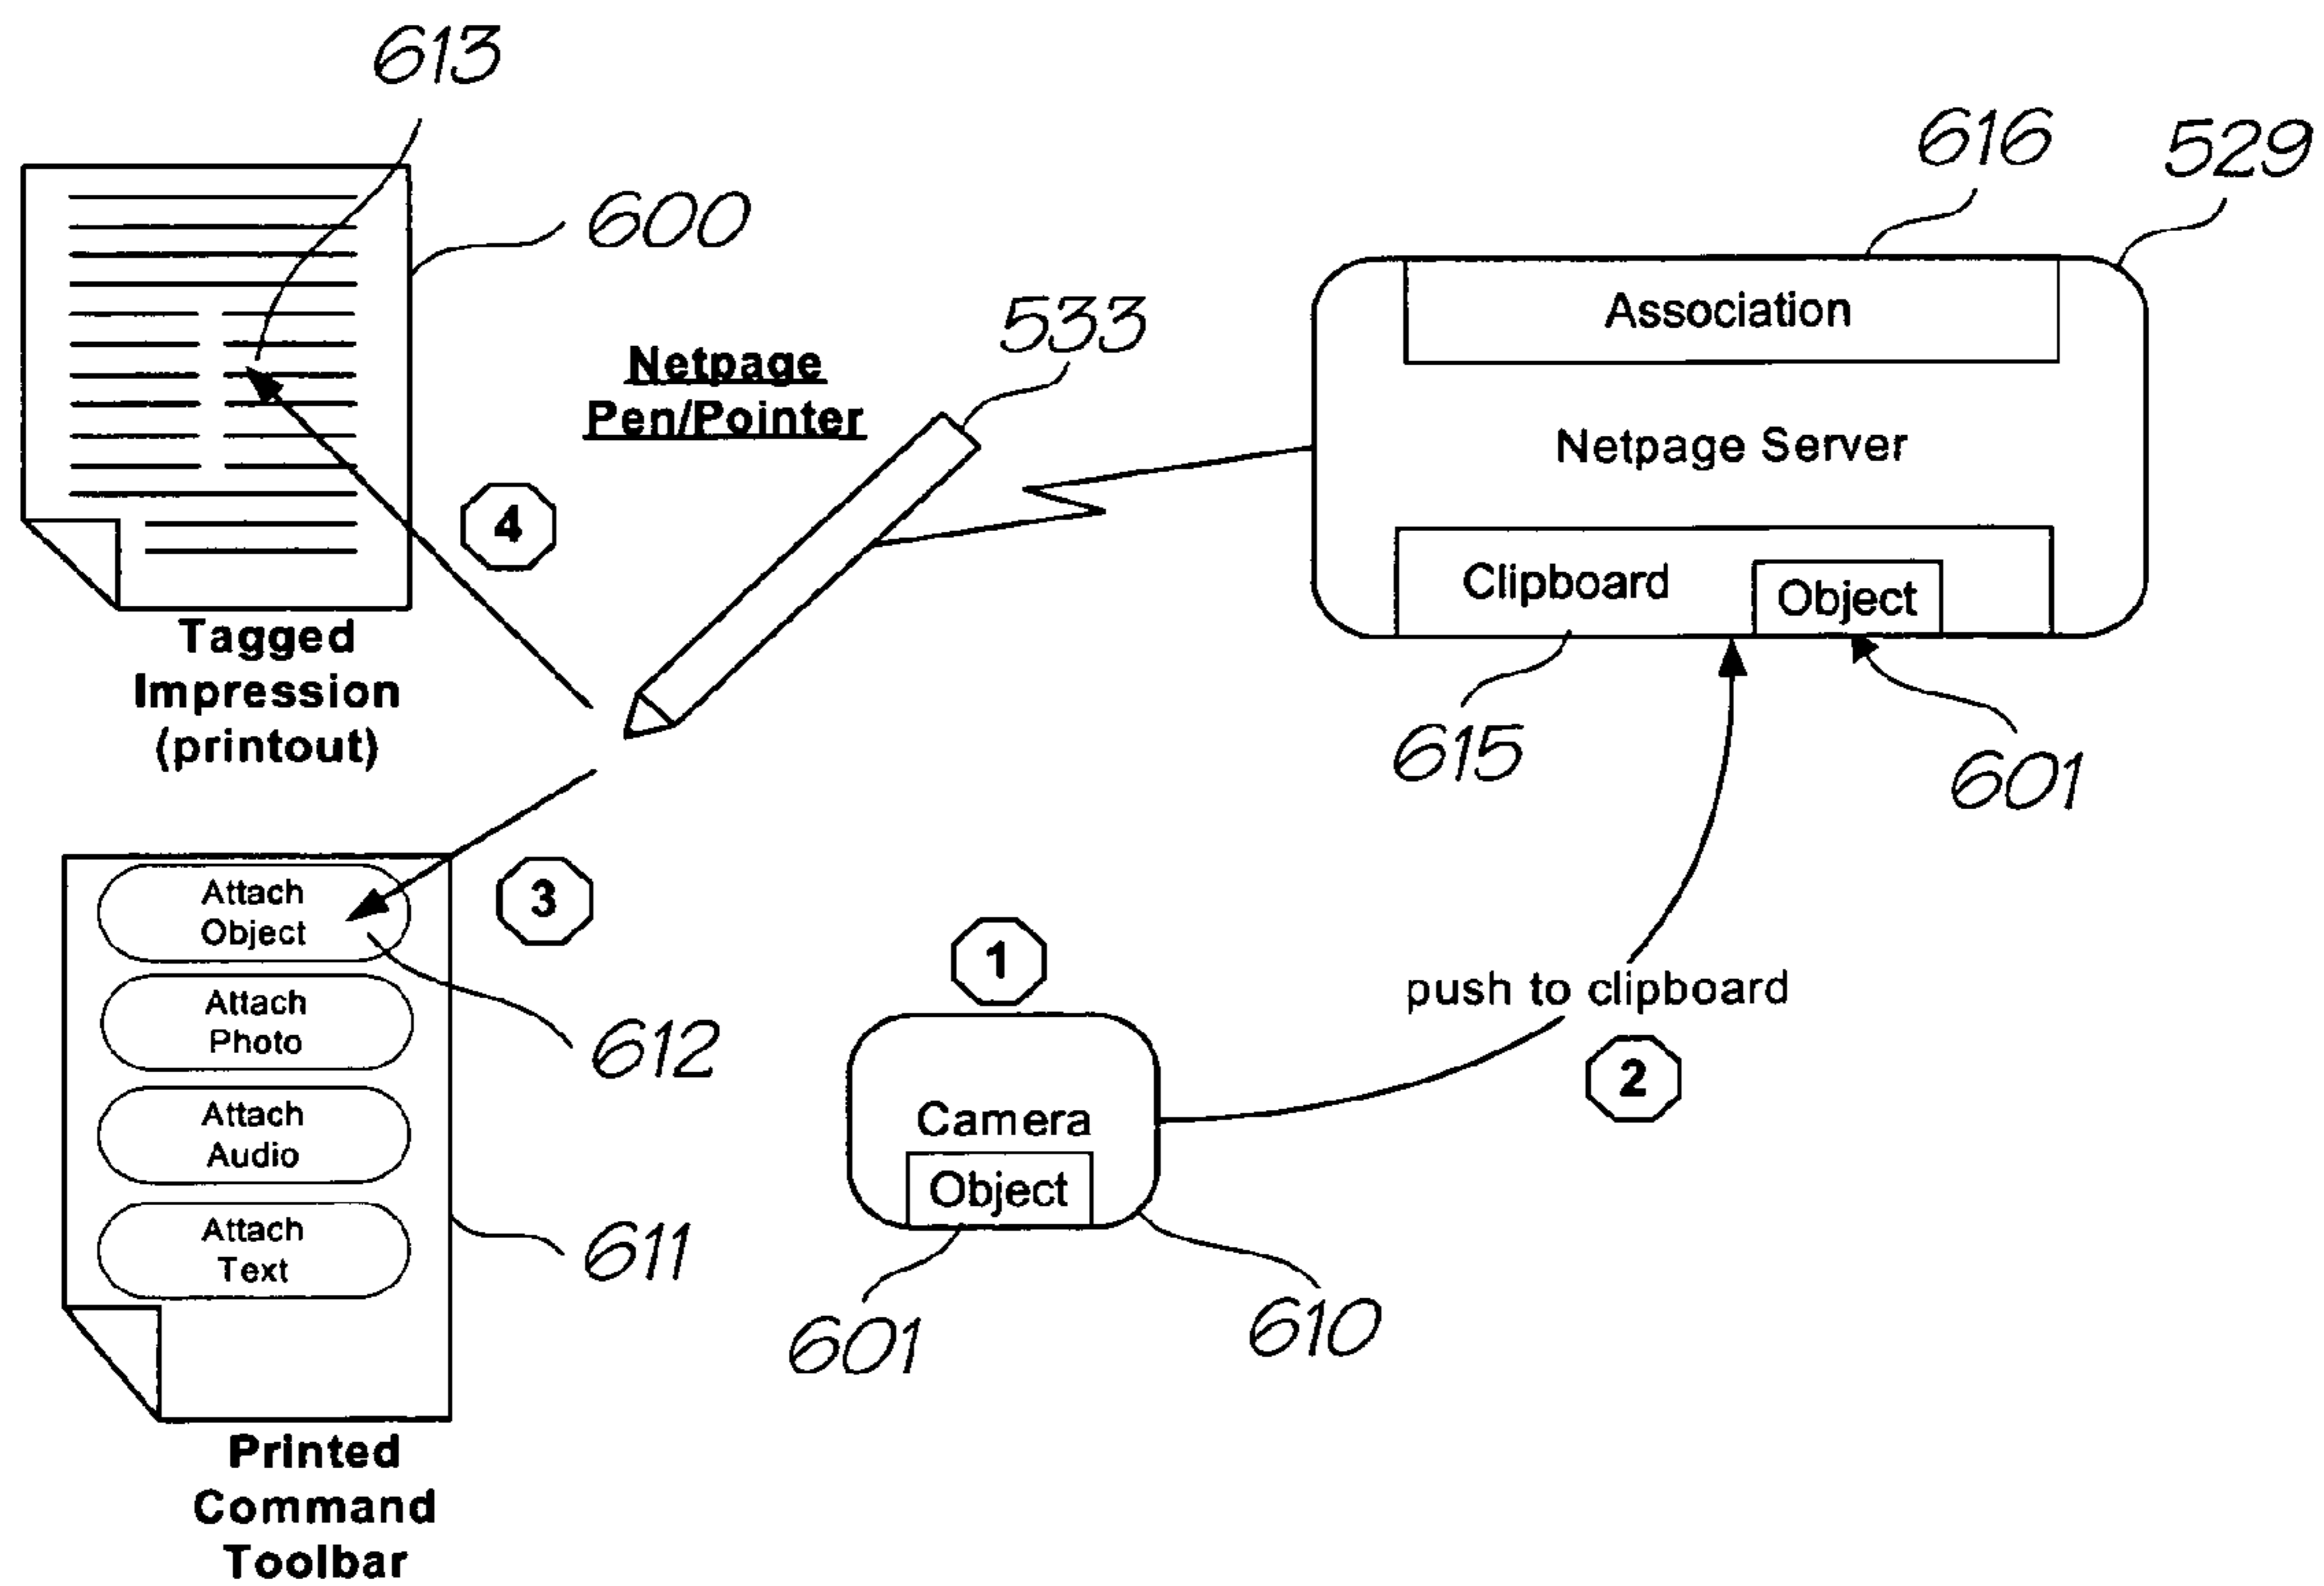 613
600
616
529
533
Netpage
Pen/Pointer
Association
Netpage Server
Clipboard
Object
615
601
4
Tagged
Impression
(printout)
3
Attach
Object
Attach
Photo
Attach
Audio
Attach
Text
612
611
Printed
Command
Toolbar
1
Camera
Object
601
610
push to clipboard
2